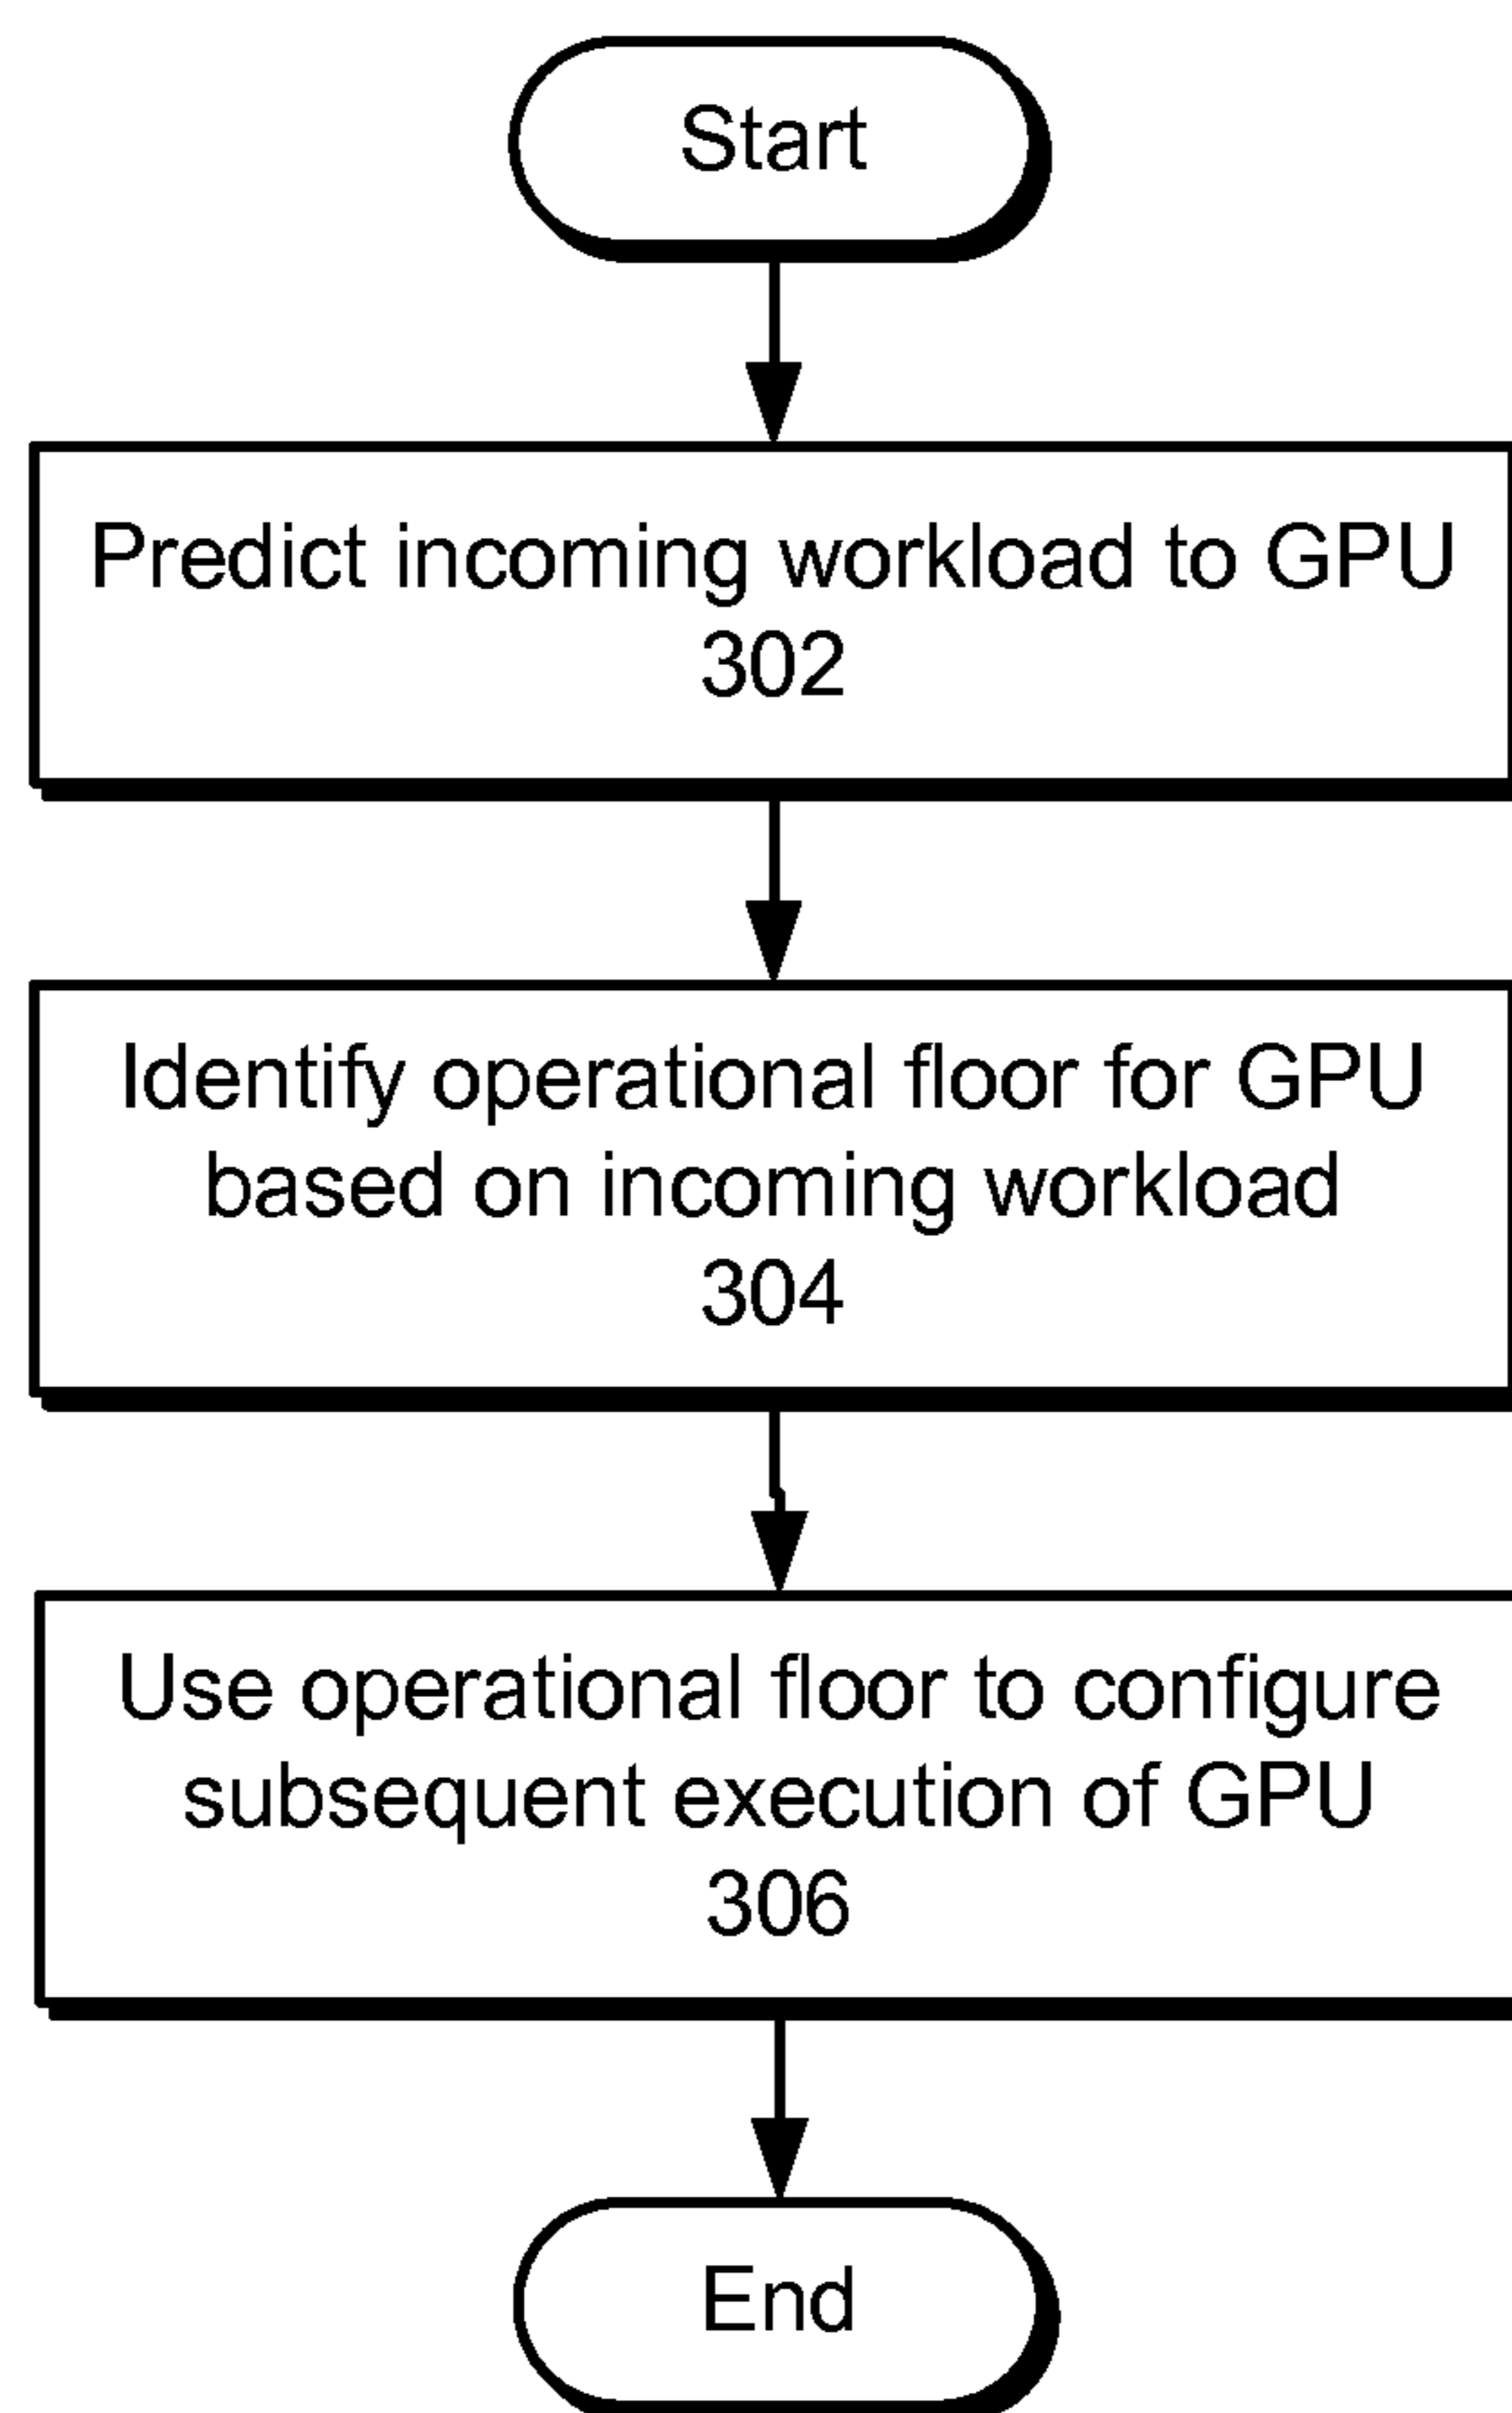 Start
Predict incoming workload to GPU
302
Identify operational floor for GPU
based on incoming workload
304
Use operational floor to configure
subsequent execution of GPU
306
End